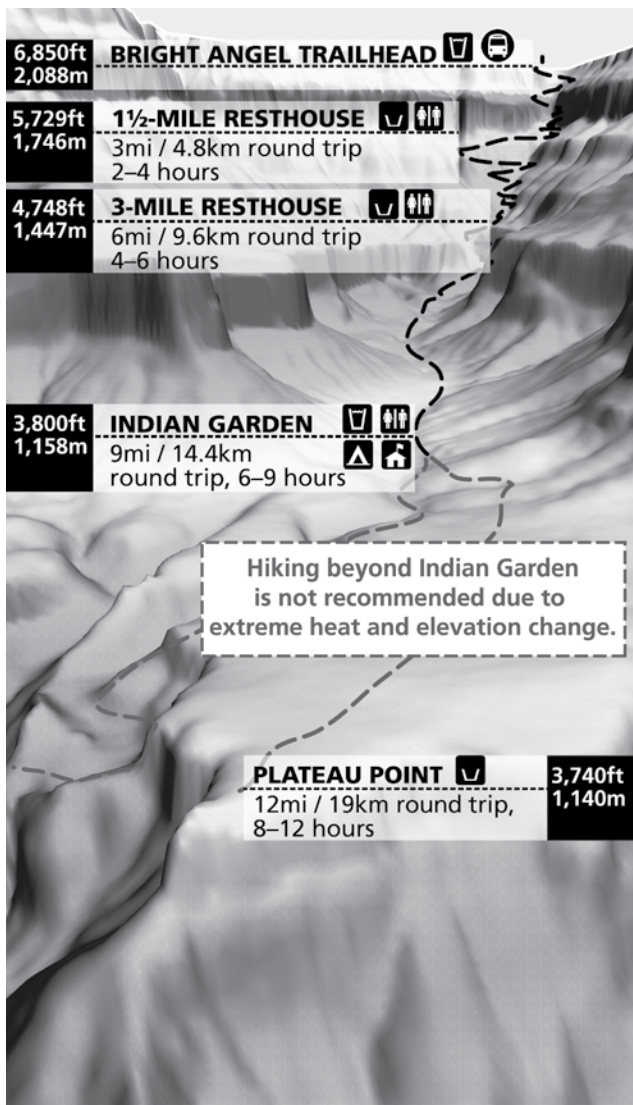 6,850ft
2,088m
BRIGHT ANGEL TRAILHEAD
5,729ft
1,746m
1½-MILE RESTHOUSE
3mi / 4.8km round trip
2–4 hours
4,748ft
1,447m
3-MILE RESTHOUSE
6mi / 9.6km round trip
4–6 hours
3,800ft
1,158m
INDIAN GARDEN
9mi / 14.4km
round trip, 6–9 hours
Hiking beyond Indian Garden
is not recommended due to
extreme heat and elevation change.
PLATEAU POINT
12mi / 19km round trip,
8–12 hours
3,740ft
1,140m